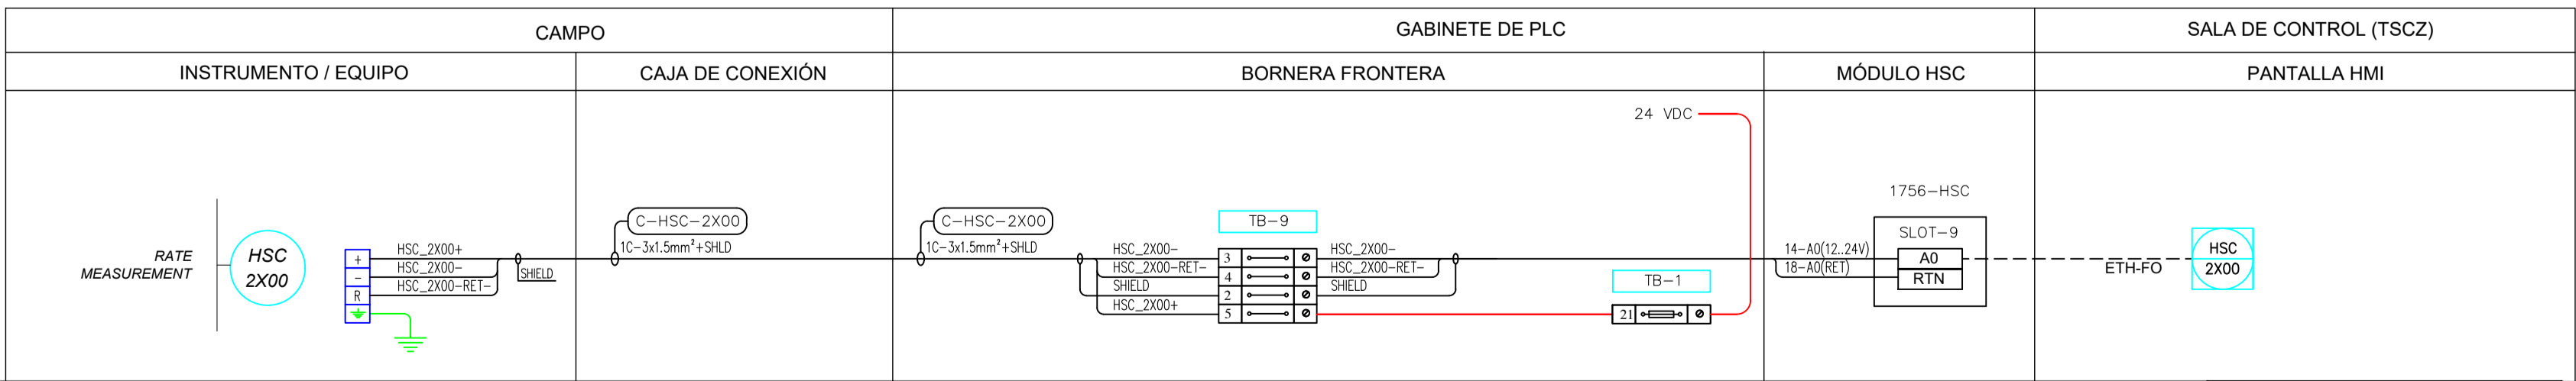 CAMPO
GABINETE DE PLC
SALA DE CONTROL (TSCZ)
INSTRUMENTO / EQUIPO
CAJA DE CONEXIÓN
BORNERA FRONTERA
MÓDULO HSC
PANTALLA HMI
RATE
MEASUREMENT
HSC
2X00
+
-
R
HSC_2X00+
HSC_2X00-
HSC_2X00-RET-
SHIELD
C-HSC-2X00
1C-3x1.5mm²+SHLD
C-HSC-2X00
1C-3x1.5mm²+SHLD
HSC_2X00-
HSC_2X00-RET-
SHIELD
HSC_2X00+
TB-9
3
4
2
5
HSC_2X00-
HSC_2X00-RET-
SHIELD
24 VDC
TB-1
21
14-A0(12..24V)
18-A0(RET)
1756-HSC
SLOT-9
A0
RTN
ETH-FO
HSC
2X00